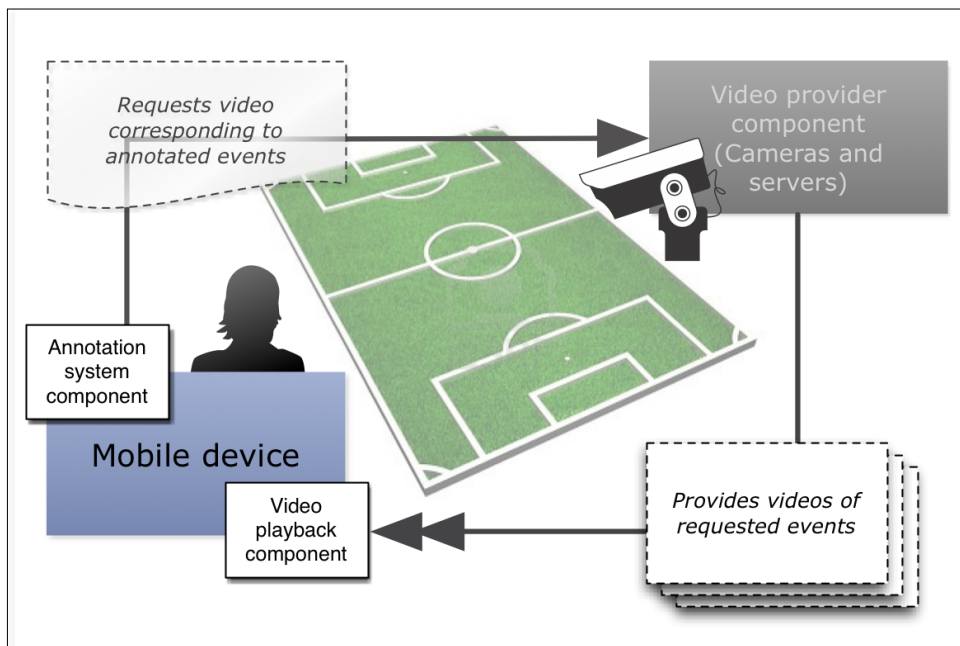 Requests video
corresponding to
annotated events
Video provider
component
(Cameras and
servers)
Annotation
system
component
Mobile device
Video
playback
component
Provides videos of
requested events